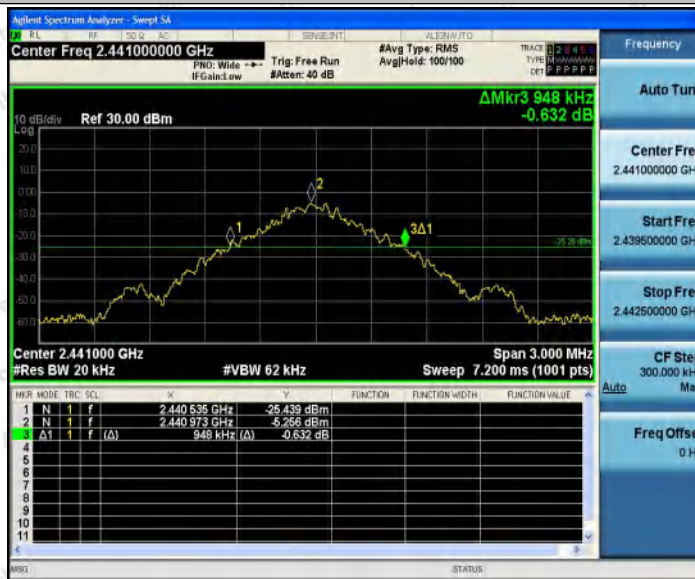 Agilent Spectrum Analyzer - Swept SA
RL RF 50 Ω AC SENSE:INT ALIGNAUTO
Center Freq 2.441000000 GHz
PNO: Wide
IFGain:Low
Trig: Free Run
#Atten: 40 dB
#Avg Type: RMS
Avg|Hold: 100/100
TRACE 1 2 3 4 5 6
TYPE M
DET P P P P P P
ΔMkr3 948 kHz
-0.632 dB
10 dB/div Ref 30.00 dBm
Log
20.0
10.0
0.00
-10.0
-20.0
-30.0
-40.0
-50.0
-60.0
1
2
3Δ1
-25.26 dBm
Center 2.441000 GHz Span 3.000 MHz
#Res BW 20 kHz #VBW 62 kHz Sweep 7.200 ms (1001 pts)
MKR MODE TRC SCL X Y FUNCTION FUNCTION WIDTH FUNCTION VALUE
1 N 1 f 2.440 535 GHz -25.439 dBm
2 N 1 f 2.440 973 GHz -5.256 dBm
3 Δ1 1 f (Δ) 948 kHz (Δ) -0.632 dB
4
5
6
7
8
9
10
11
MSG STATUS
Frequency
Auto Tun
Center Fre
2.441000000 GH
Start Fre
2.439500000 GH
Stop Fre
2.442500000 GH
CF Ste
300.000 kH
Auto Ma
Freq Offse
0 H